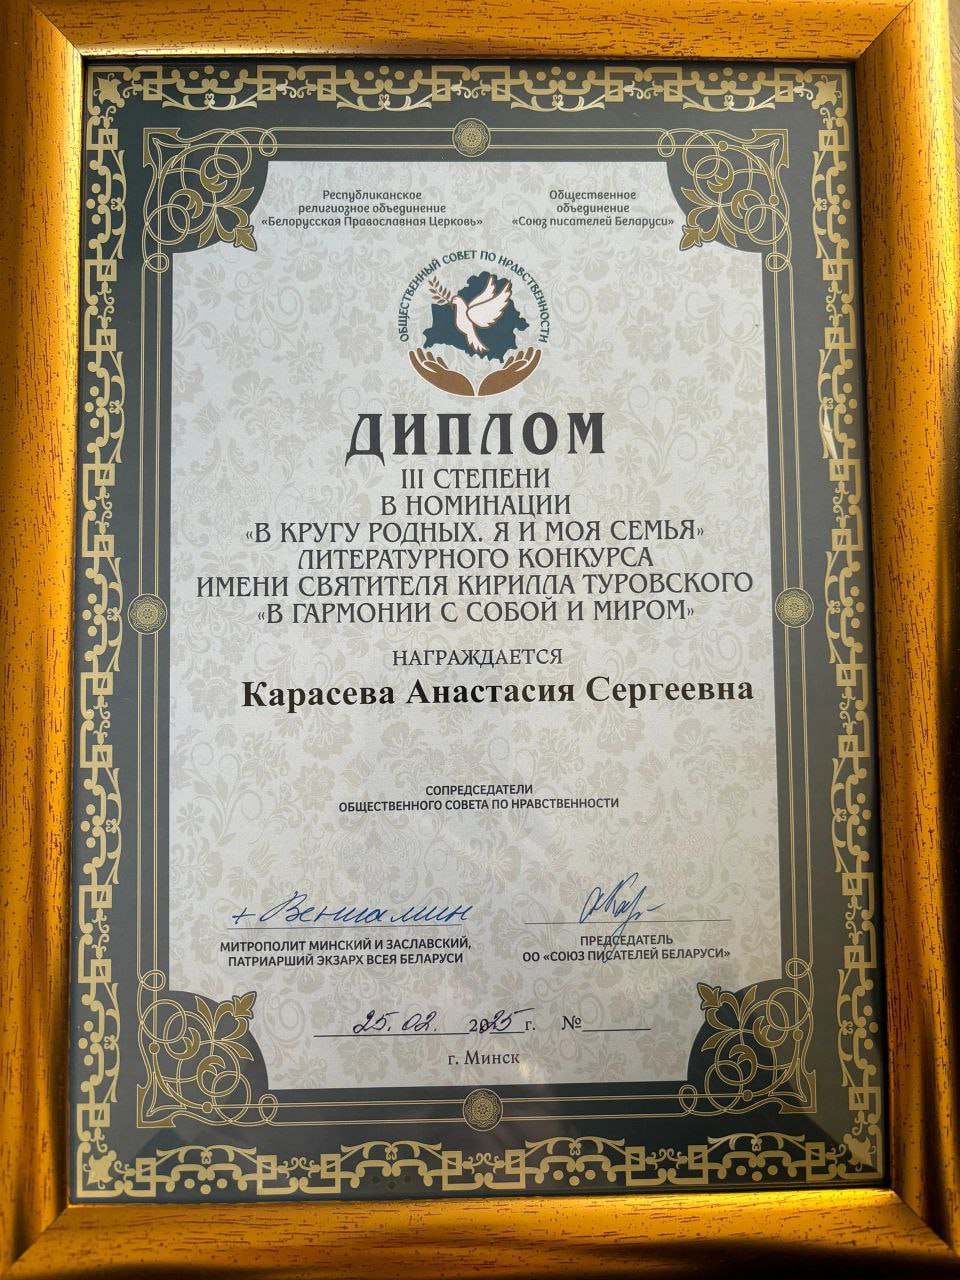 Республиканское
религиозное объединение
«Белорусская Православная Церковь»
Общественное
объединение
«Союз писателей Беларуси»
ОБЩЕСТВЕННЫЙ СОВЕТ ПО НРАВСТВЕННОСТИ
ДИПЛОМ
III СТЕПЕНИ
В НОМИНАЦИИ
«В КРУГУ РОДНЫХ. Я И МОЯ СЕМЬЯ»
ЛИТЕРАТУРНОГО КОНКУРСА
ИМЕНИ СВЯТИТЕЛЯ КИРИЛЛА ТУРОВСКОГО
«В ГАРМОНИИ С СОБОЙ И МИРОМ»
НАГРАЖДАЕТСЯ
Карасева Анастасия Сергеевна
СОПРЕДСЕДАТЕЛИ
ОБЩЕСТВЕННОГО СОВЕТА ПО НРАВСТВЕННОСТИ
+ Вениамин
МИТРОПОЛИТ МИНСКИЙ И ЗАСЛАВСКИЙ,
ПАТРИАРШИЙ ЭКЗАРХ ВСЕЯ БЕЛАРУСИ
ПРЕДСЕДАТЕЛЬ
ОО «СОЮЗ ПИСАТЕЛЕЙ БЕЛАРУСИ»
25.02. 2025 г. №
г. Минск